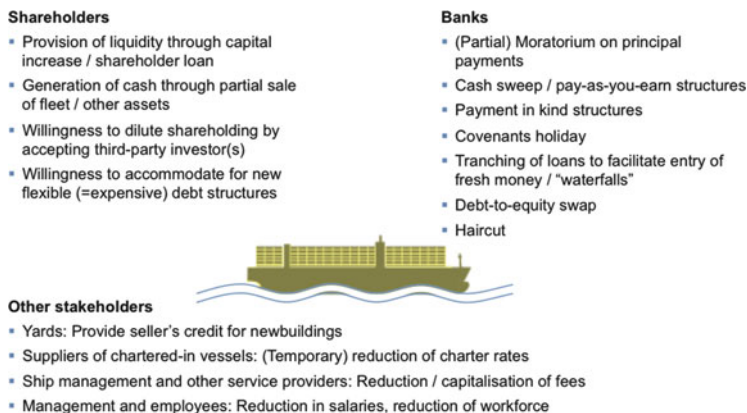 Shareholders
▪ Provision of liquidity through capital
increase / shareholder loan
▪ Generation of cash through partial sale
of fleet / other assets
▪ Willingness to dilute shareholding by
accepting third-party investor(s)
▪ Willingness to accommodate for new
flexible (=expensive) debt structures
Banks
▪ (Partial) Moratorium on principal
payments
▪ Cash sweep / pay-as-you-earn structures
▪ Payment in kind structures
▪ Covenants holiday
▪ Tranching of loans to facilitate entry of
fresh money / “waterfalls”
▪ Debt-to-equity swap
▪ Haircut
Other stakeholders
▪ Yards: Provide seller’s credit for newbuildings
▪ Suppliers of chartered-in vessels: (Temporary) reduction of charter rates
▪ Ship management and other service providers: Reduction / capitalisation of fees
▪ Management and employees: Reduction in salaries, reduction of workforce